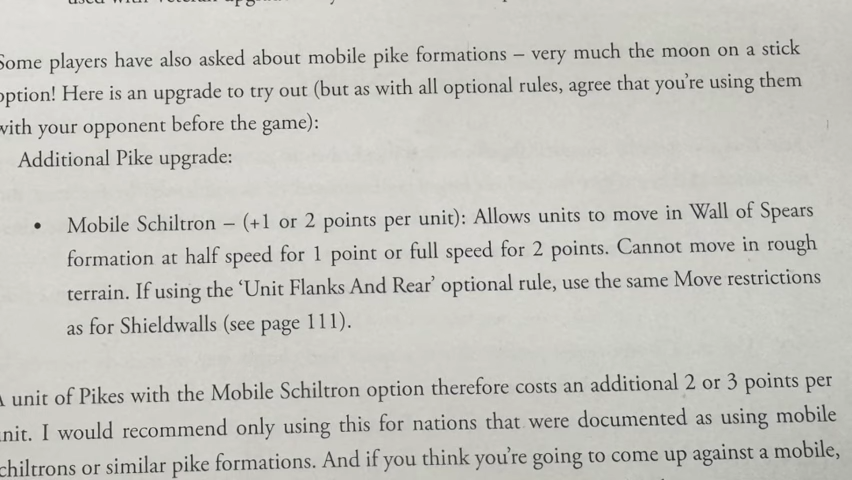 used with veteran
Some players have also asked about mobile pike formations – very much the moon on a stick
option! Here is an upgrade to try out (but as with all optional rules, agree that you're using them
with your opponent before the game):
Additional Pike upgrade:
• Mobile Schiltron – (+1 or 2 points per unit): Allows units to move in Wall of Spears
formation at half speed for 1 point or full speed for 2 points. Cannot move in rough
terrain. If using the ‘Unit Flanks And Rear’ optional rule, use the same Move restrictions
as for Shieldwalls (see page 111).
A unit of Pikes with the Mobile Schiltron option therefore costs an additional 2 or 3 points per
unit. I would recommend only using this for nations that were documented as using mobile
schiltrons or similar pike formations. And if you think you're going to come up against a mobile,